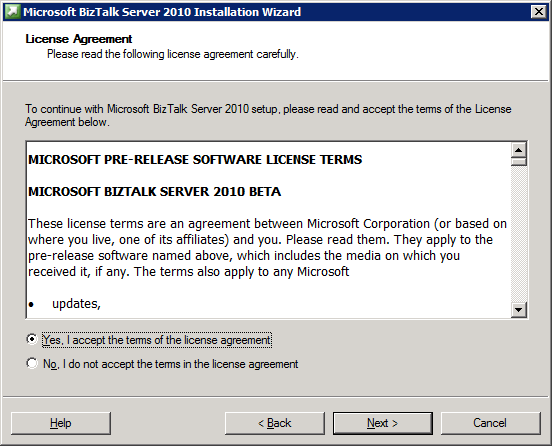 Microsoft BizTalk Server 2010 Installation Wizard
License Agreement
Please read the following license agreement carefully.
To continue with Microsoft BizTalk Server 2010 setup, please read and accept the terms of the License
Agreement below.
MICROSOFT PRE-RELEASE SOFTWARE LICENSE TERMS
MICROSOFT BIZTALK SERVER 2010 BETA
These license terms are an agreement between Microsoft Corporation (or based on
where you live, one of its affiliates) and you. Please read them. They apply to the
pre-release software named above, which includes the media on which you
received it, if any. The terms also apply to any Microsoft
• updates,
Yes, I accept the terms of the license agreement
No, I do not accept the terms in the license agreement
Help
< Back
Next >
Cancel